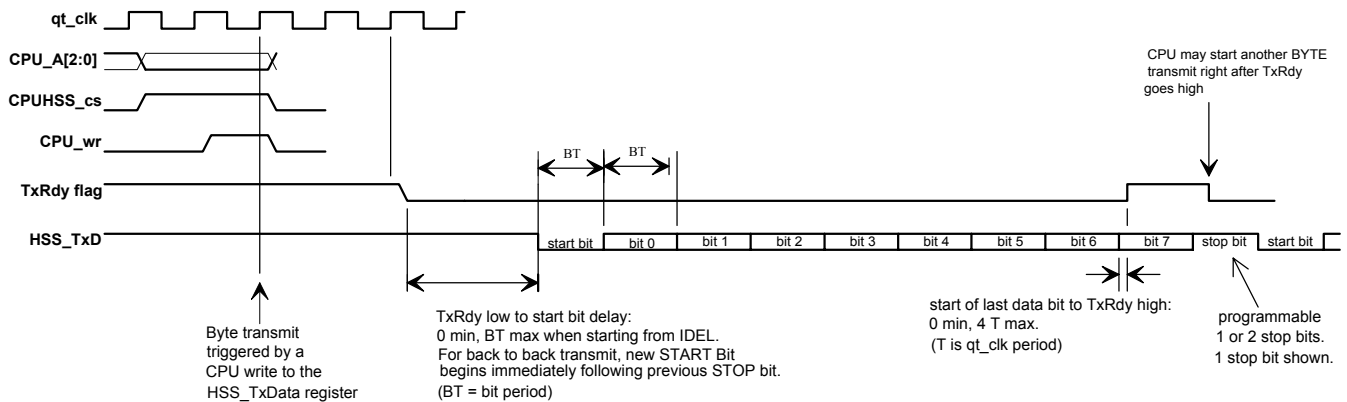 qt_clk
CPU_A[2:0]
CPUHSS_cs
CPU_wr
TxRdy flag
HSS_TxD
CPU may start another BYTE
transmit right after TxRdy
goes high
BT
BT
start bit
bit 0
bit 1
bit 2
bit 3
bit 4
bit 5
bit 6
bit 7
stop bit
start bit
Byte transmit
triggered by a
CPU write to the
HSS_TxData register
TxRdy low to start bit delay:
0 min, BT max when starting from IDEL.
For back to back transmit, new START Bit
begins immediately following previous STOP bit.
(BT = bit period)
start of last data bit to TxRdy high:
0 min, 4 T max.
(T is qt_clk period)
programmable
1 or 2 stop bits.
1 stop bit shown.